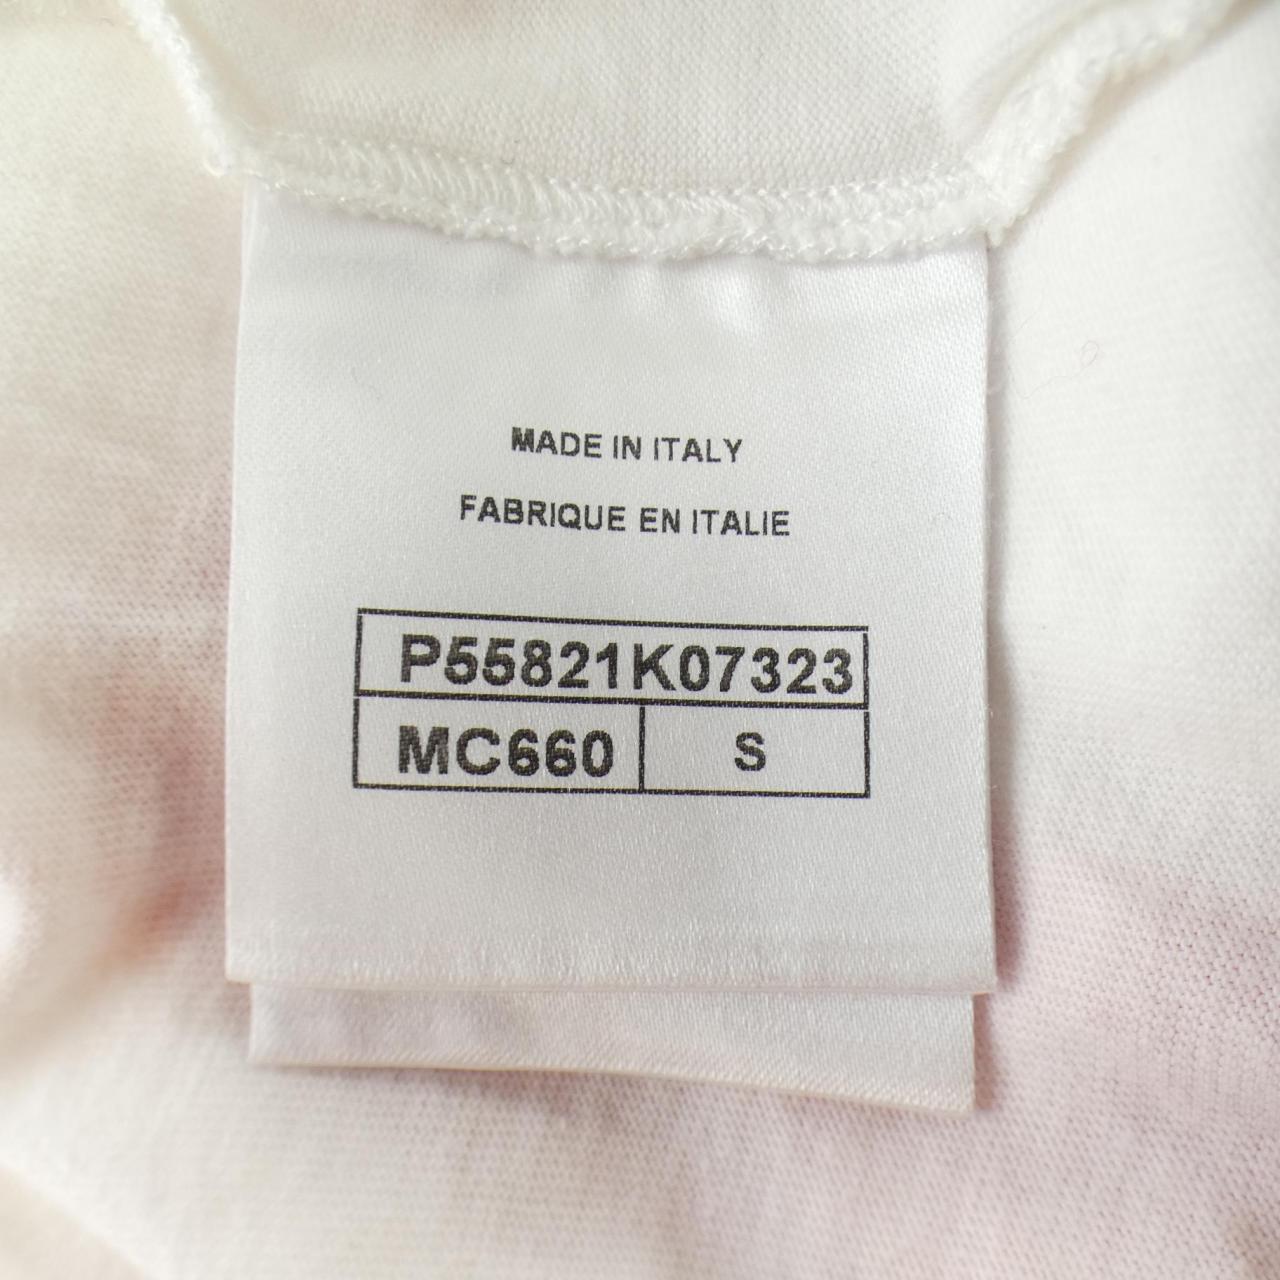 MADE IN ITALY
FABRIQUE EN ITALIE
P55821K07323
MC660 S